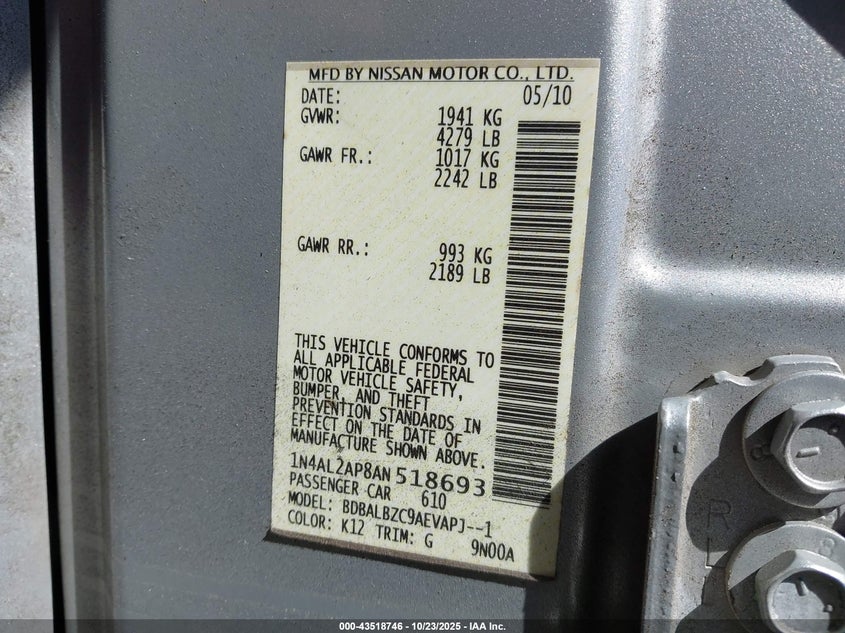 MFD BY NISSAN MOTOR CO., LTD.
DATE: 05/10
GVWR: 1941 KG
4279 LB
GAWR FR.: 1017 KG
2242 LB
GAWR RR.: 993 KG
2189 LB
THIS VEHICLE CONFORMS TO
ALL APPLICABLE FEDERAL
MOTOR VEHICLE SAFETY,
BUMPER, AND THEFT
PREVENTION STANDARDS IN
EFFECT ON THE DATE OF
MANUFACTURE SHOWN ABOVE.
1N4AL2AP8AN518693
PASSENGER CAR 610
MODEL: BDBALBZC9AEVAPJ--1
COLOR: K12 TRIM: G 9N00A
R
L
8
8
000-43518746 - 10/23/2025 - IAA Inc.